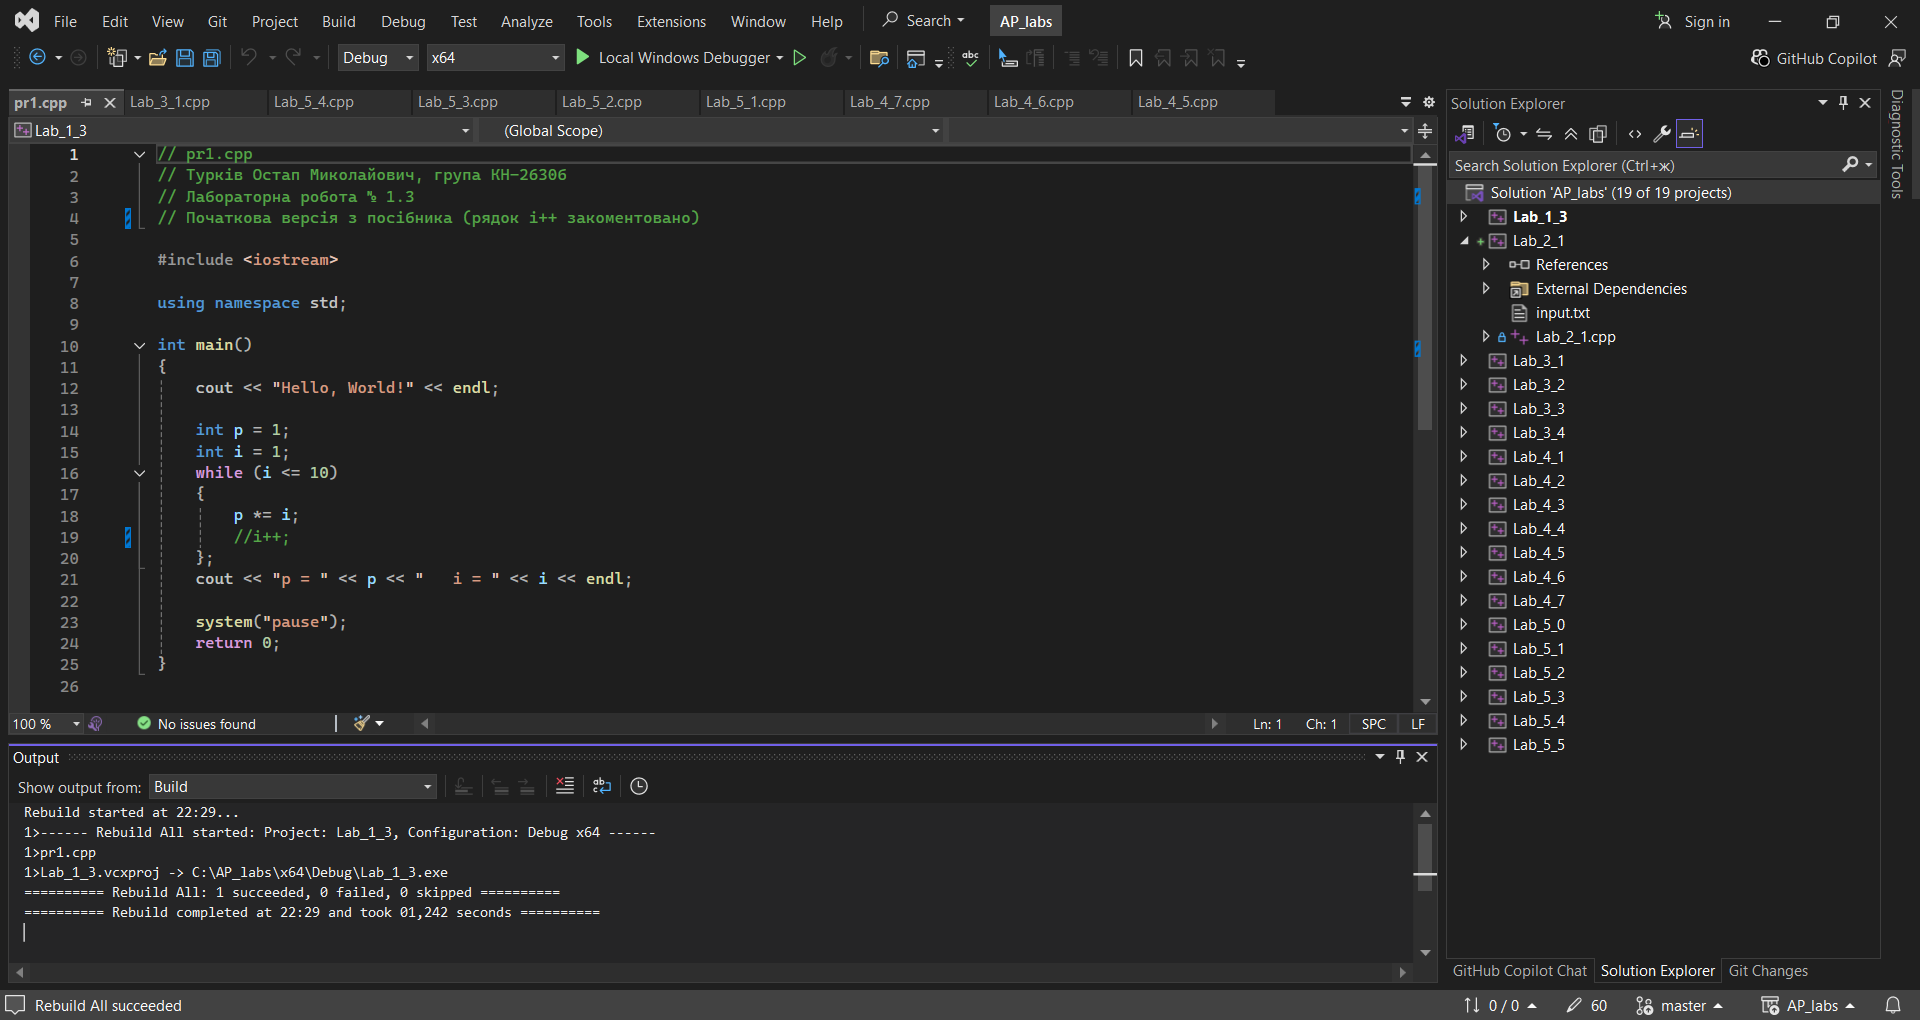 File Edit View Git Project Build Debug Test Analyze Tools Extensions Window Help Search AP_labs Sign in
Debug x64 Local Windows Debugger GitHub Copilot
pr1.cpp Lab_3_1.cpp Lab_5_4.cpp Lab_5_3.cpp Lab_5_2.cpp Lab_5_1.cpp Lab_4_7.cpp Lab_4_6.cpp Lab_4_5.cpp
Lab_1_3 (Global Scope)
1 // pr1.cpp
2 // Турків Остап Миколайович, група КН-26306
3 // Лабораторна робота № 1.3
4 // Початкова версія з посібника (рядок i++ закоментовано)
5
6 #include <iostream>
7
8 using namespace std;
9
10 int main()
11 {
12 cout << "Hello, World!" << endl;
13
14 int p = 1;
15 int i = 1;
16 while (i <= 10)
17 {
18 p *= i;
19 //i++;
20 };
21 cout << "p = " << p << "   i = " << i << endl;
22
23 system("pause");
24 return 0;
25 }
26
100 % No issues found Ln: 1 Ch: 1 SPC LF
Output
Show output from: Build
Rebuild started at 22:29...
1>------ Rebuild All started: Project: Lab_1_3, Configuration: Debug x64 ------
1>pr1.cpp
1>Lab_1_3.vcxproj -> C:\AP_labs\x64\Debug\Lab_1_3.exe
========== Rebuild All: 1 succeeded, 0 failed, 0 skipped ==========
========== Rebuild completed at 22:29 and took 01,242 seconds ==========
Solution Explorer
Search Solution Explorer (Ctrl+ж)
Solution 'AP_labs' (19 of 19 projects)
Lab_1_3
Lab_2_1
References
External Dependencies
input.txt
Lab_2_1.cpp
Lab_3_1
Lab_3_2
Lab_3_3
Lab_3_4
Lab_4_1
Lab_4_2
Lab_4_3
Lab_4_4
Lab_4_5
Lab_4_6
Lab_4_7
Lab_5_0
Lab_5_1
Lab_5_2
Lab_5_3
Lab_5_4
Lab_5_5
GitHub Copilot Chat Solution Explorer Git Changes
Diagnostic Tools
Rebuild All succeeded 0 / 0 60 master AP_labs